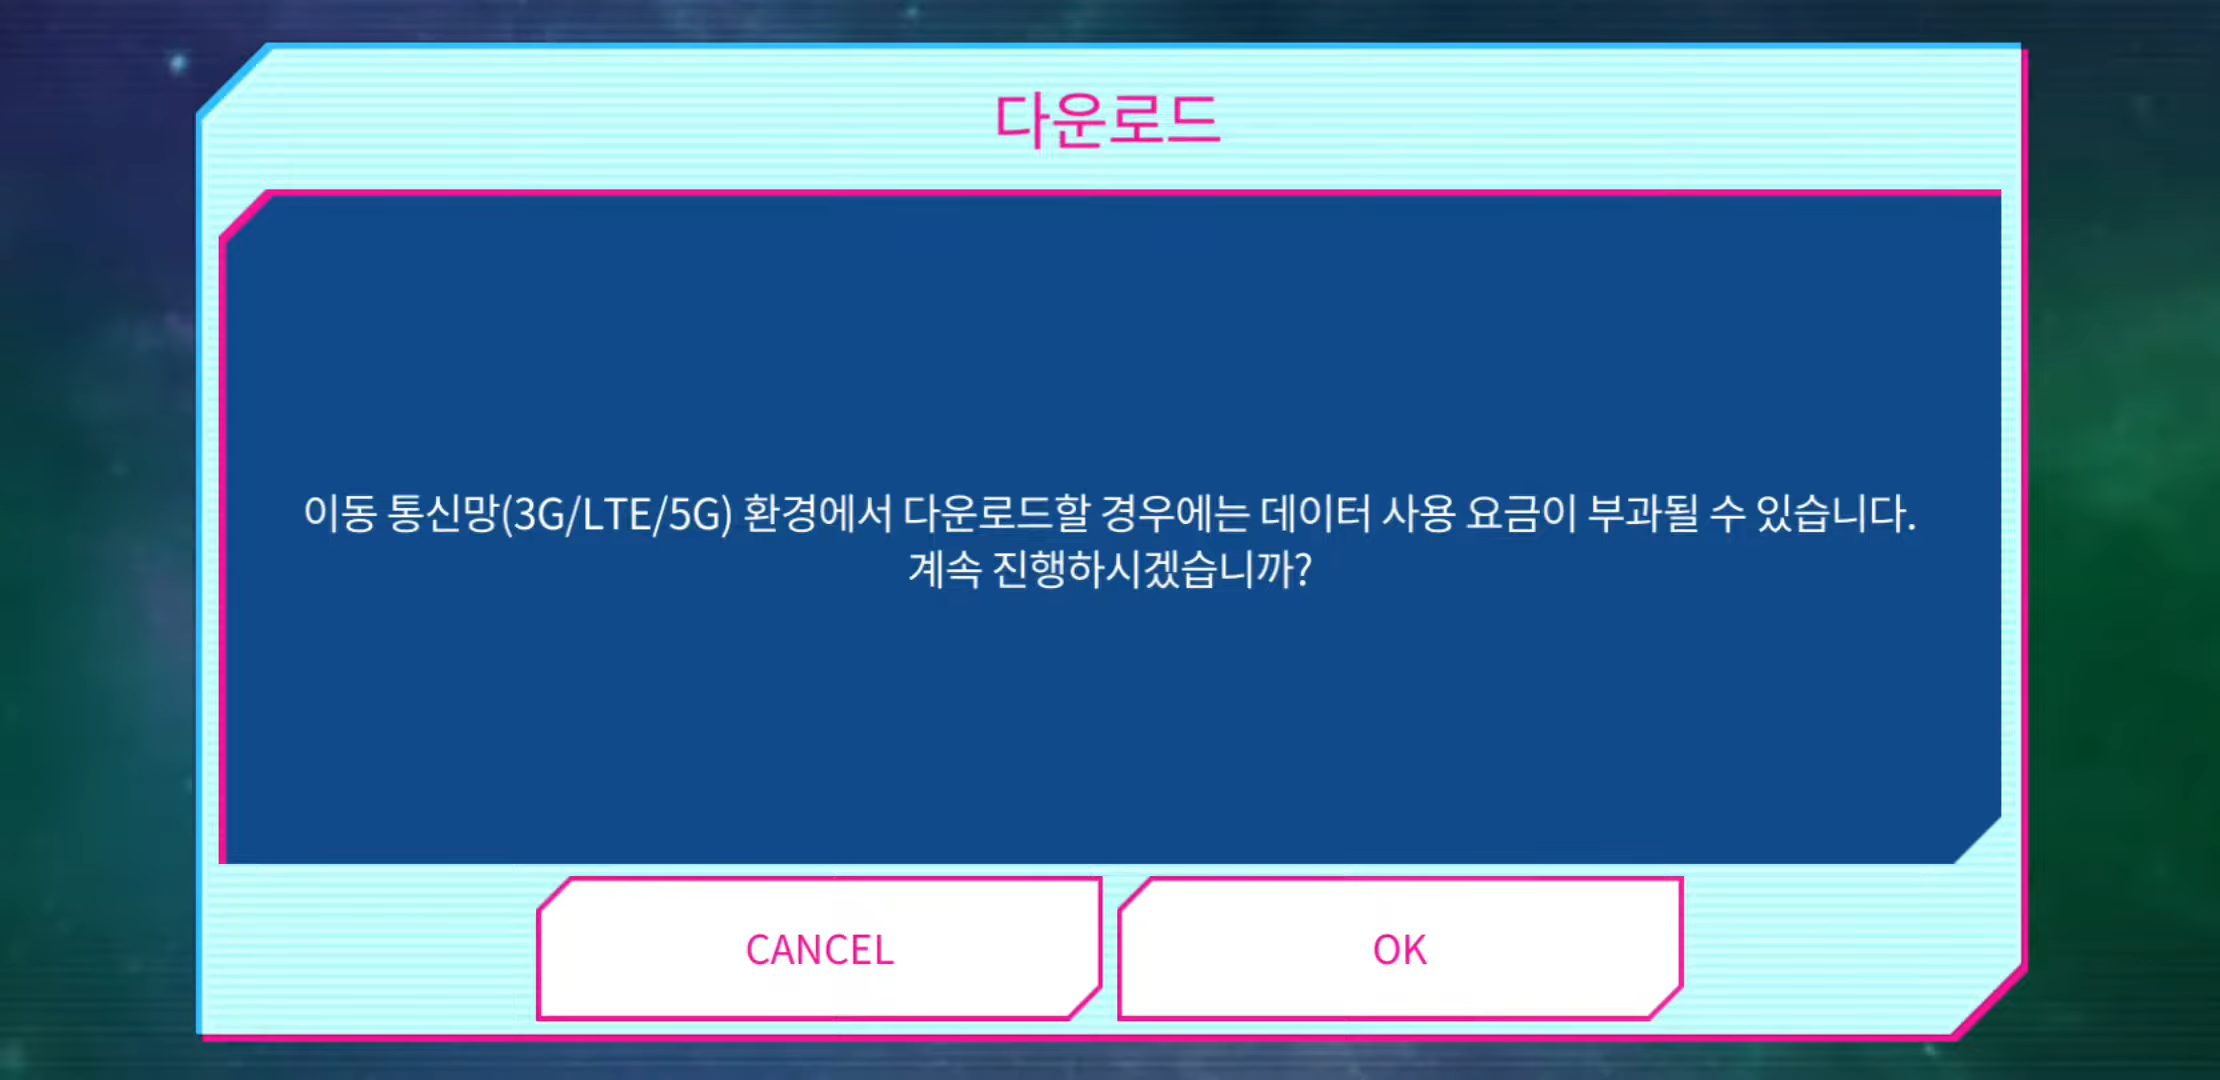 다운로드
이동 통신망(3G/LTE/5G) 환경에서 다운로드할 경우에는 데이터 사용 요금이 부과될 수 있습니다.
계속 진행하시겠습니까?
CANCEL
OK